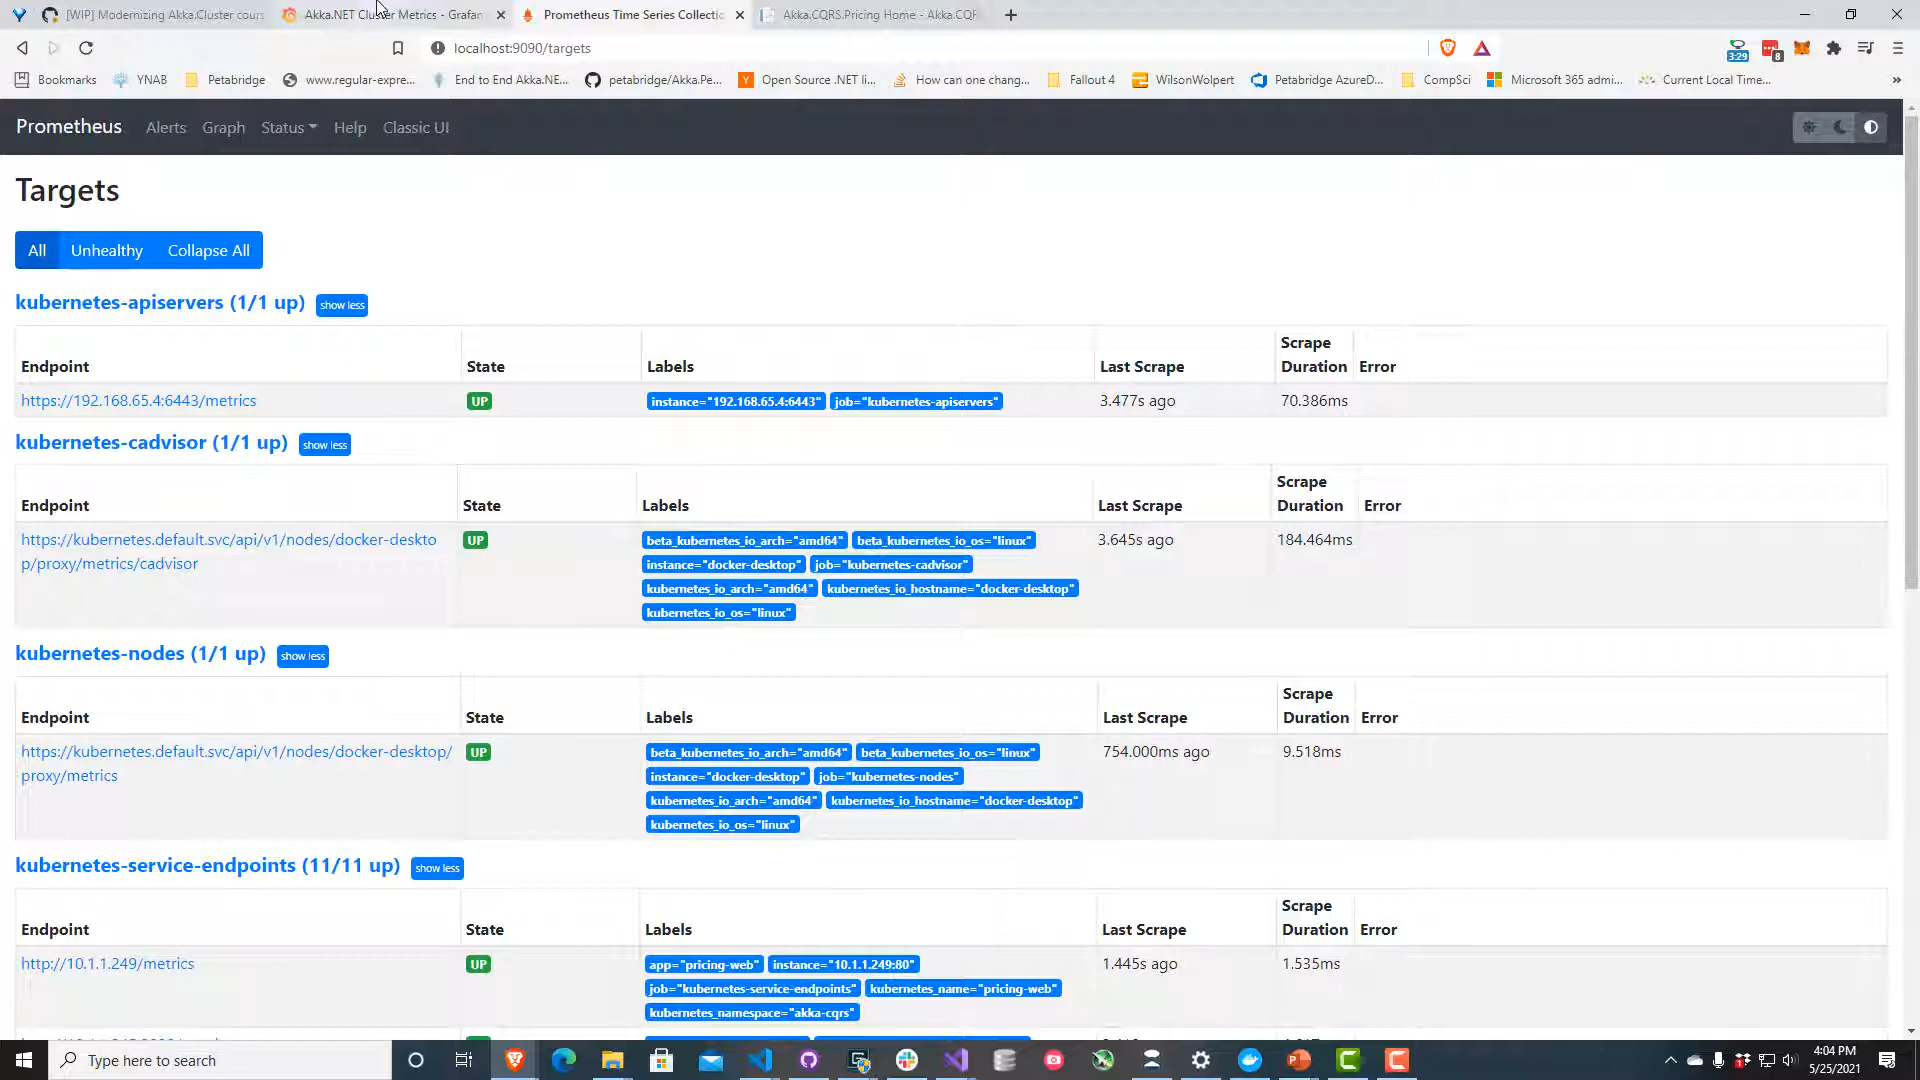 [WIP] Modernizing Akka.Cluster cours
Akka.NET Cluster Metrics - Grafan
Prometheus Time Series Collectio
Akka.CQRS.Pricing Home - Akka.CQR
localhost:9090/targets
3:29
8
Bookmarks
YNAB
Petabridge
www.regular-expre...
End to End Akka.NE...
petabridge/Akka.Pe...
Open Source .NET li...
How can one chang...
Fallout 4
WilsonWolpert
Petabridge AzureD...
CompSci
Microsoft 365 admi...
Current Local Time...
»
Prometheus
Alerts
Graph
Status
Help
Classic UI
Targets
All
Unhealthy
Collapse All
kubernetes-apiservers (1/1 up)
show less
Endpoint
State
Labels
Last Scrape
Scrape
Duration
Error
https://192.168.65.4:6443/metrics
UP
instance="192.168.65.4:6443"
job="kubernetes-apiservers"
3.477s ago
70.386ms
kubernetes-cadvisor (1/1 up)
show less
Endpoint
State
Labels
Last Scrape
Scrape
Duration
Error
https://kubernetes.default.svc/api/v1/nodes/docker-deskto
p/proxy/metrics/cadvisor
UP
beta_kubernetes_io_arch="amd64"
beta_kubernetes_io_os="linux"
instance="docker-desktop"
job="kubernetes-cadvisor"
kubernetes_io_arch="amd64"
kubernetes_io_hostname="docker-desktop"
kubernetes_io_os="linux"
3.645s ago
184.464ms
kubernetes-nodes (1/1 up)
show less
Endpoint
State
Labels
Last Scrape
Scrape
Duration
Error
https://kubernetes.default.svc/api/v1/nodes/docker-desktop/
proxy/metrics
UP
beta_kubernetes_io_arch="amd64"
beta_kubernetes_io_os="linux"
instance="docker-desktop"
job="kubernetes-nodes"
kubernetes_io_arch="amd64"
kubernetes_io_hostname="docker-desktop"
kubernetes_io_os="linux"
754.000ms ago
9.518ms
kubernetes-service-endpoints (11/11 up)
show less
Endpoint
State
Labels
Last Scrape
Scrape
Duration
Error
http://10.1.1.249/metrics
UP
app="pricing-web"
instance="10.1.1.249:80"
job="kubernetes-service-endpoints"
kubernetes_name="pricing-web"
kubernetes_namespace="akka-cqrs"
1.445s ago
1.535ms
Type here to search
4:04 PM
5/25/2021